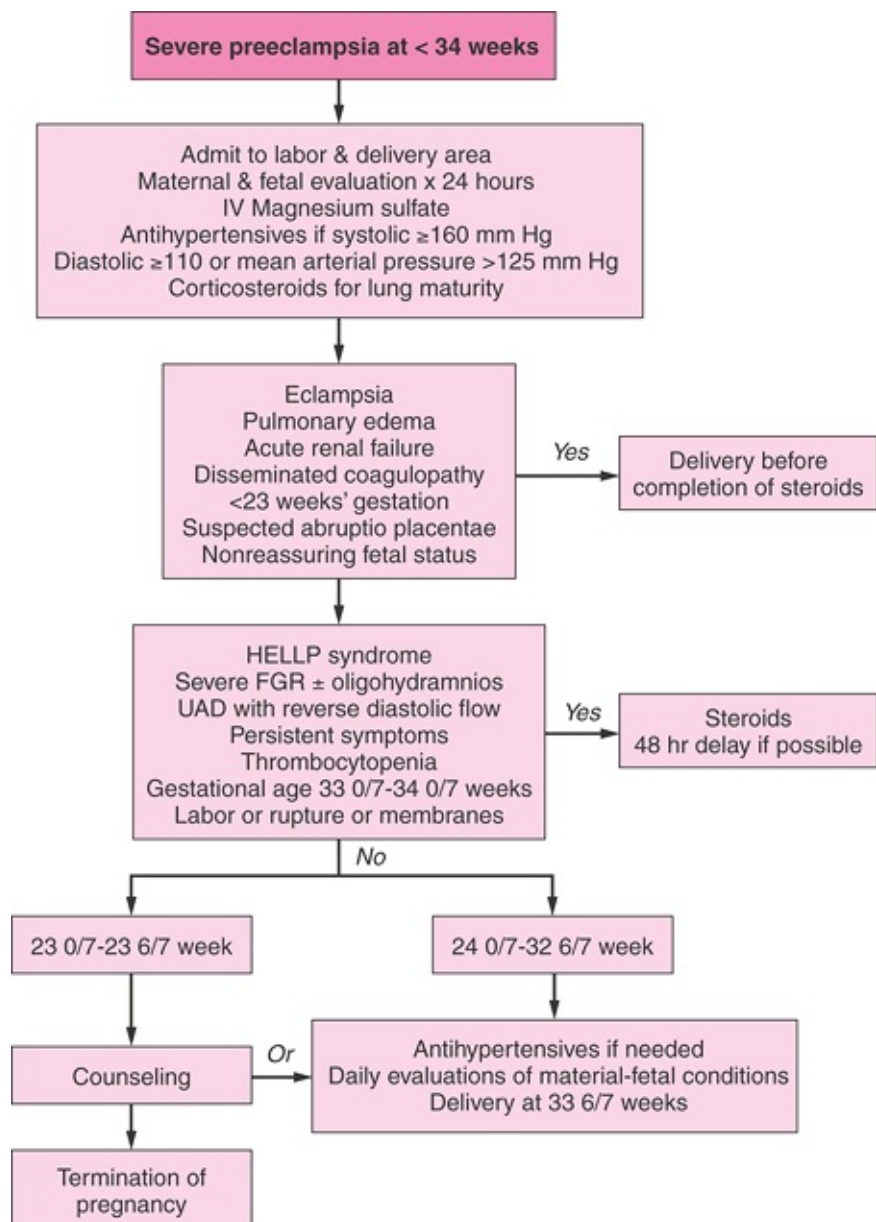 Severe preeclampsia at < 34 weeks
Admit to labor & delivery area
Maternal & fetal evaluation x 24 hours
IV Magnesium sulfate
Antihypertensives if systolic ≥160 mm Hg
Diastolic ≥110 or mean arterial pressure >125 mm Hg
Corticosteroids for lung maturity
Eclampsia
Pulmonary edema
Acute renal failure
Disseminated coagulopathy
<23 weeks' gestation
Suspected abruptio placentae
Nonreassuring fetal status
Yes
Delivery before
completion of steroids
HELLP syndrome
Severe FGR ± oligohydramnios
UAD with reverse diastolic flow
Persistent symptoms
Thrombocytopenia
Gestational age 33 0/7-34 0/7 weeks
Labor or rupture or membranes
Yes
Steroids
48 hr delay if possible
No
23 0/7-23 6/7 week
24 0/7-32 6/7 week
Counseling
Or
Antihypertensives if needed
Daily evaluations of material-fetal conditions
Delivery at 33 6/7 weeks
Termination of
pregnancy